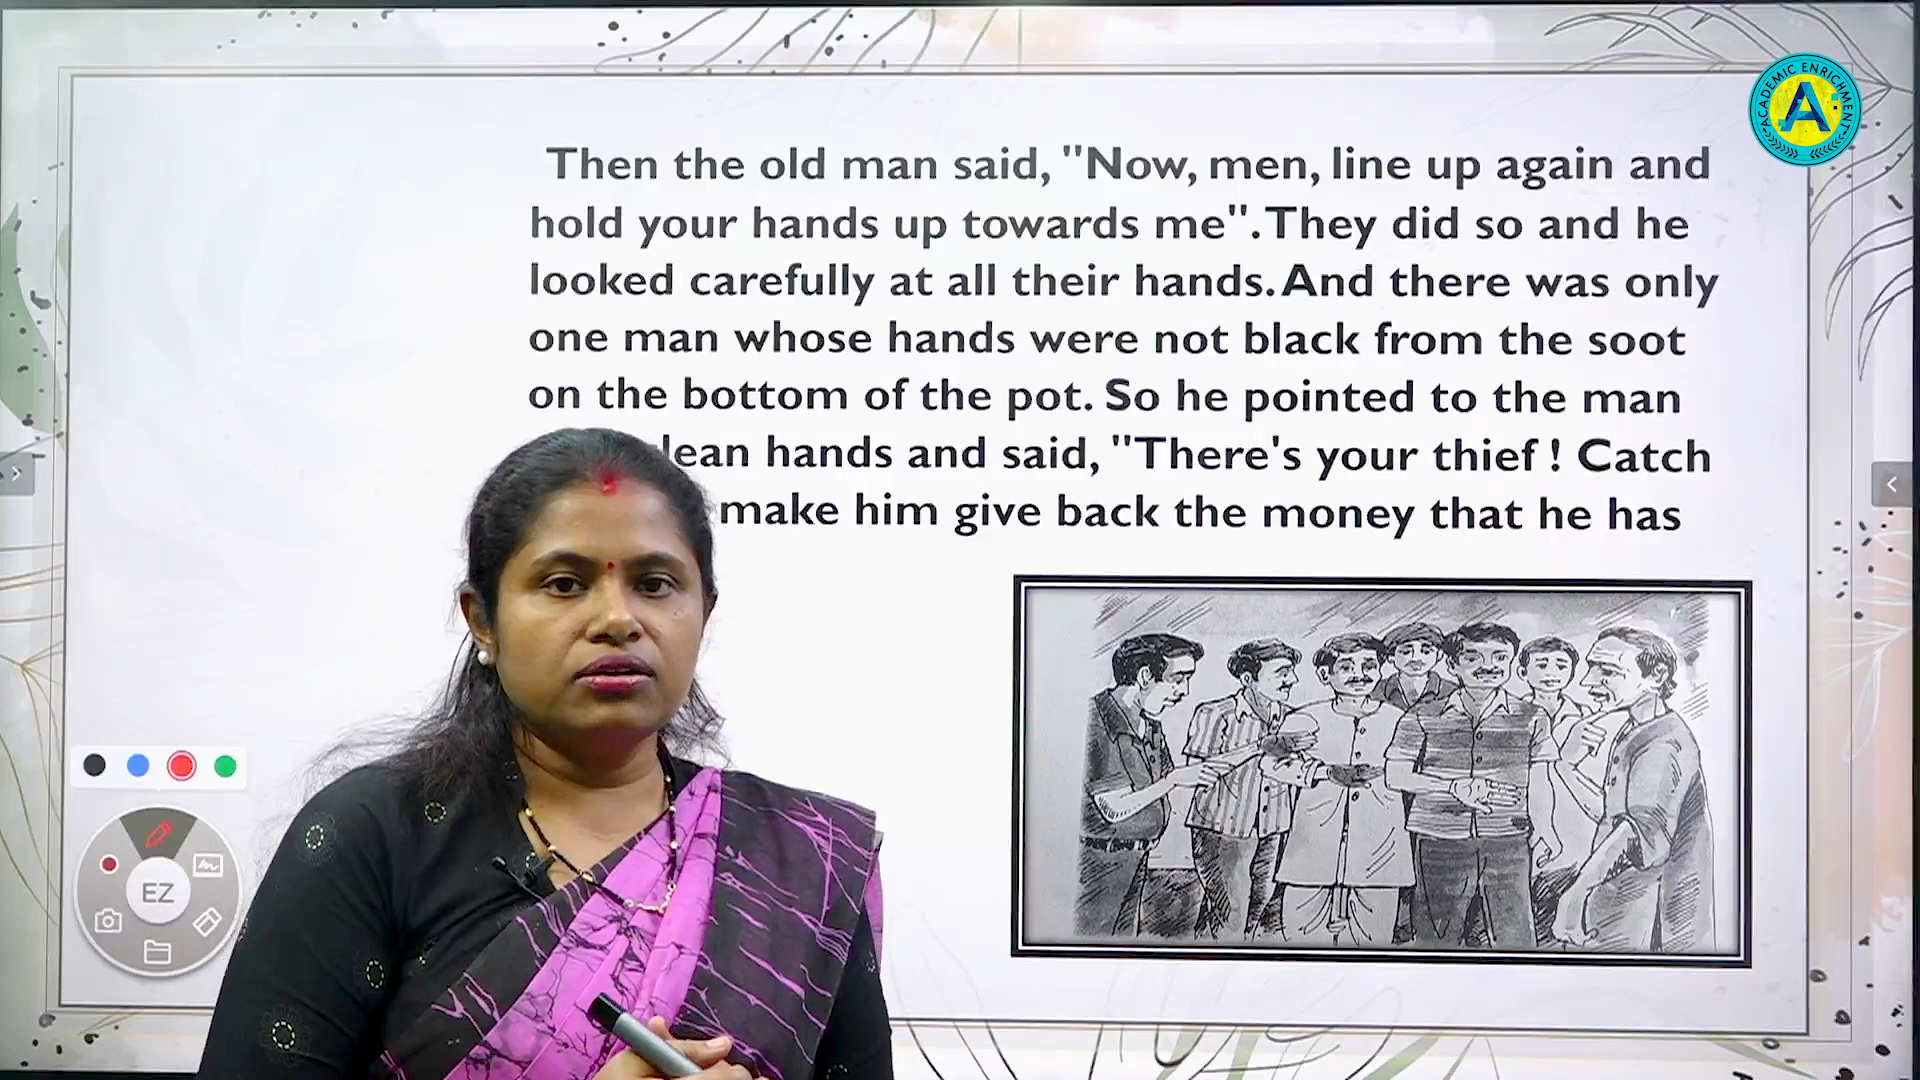 ACADEMIC ENRICHMENT
A
Then the old man said, "Now, men, line up again and
hold your hands up towards me". They did so and he
looked carefully at all their hands. And there was only
one man whose hands were not black from the soot
on the bottom of the pot. So he pointed to the man
hands and said, "There's your thief ! Catch
make him give back the money that he has
EZ